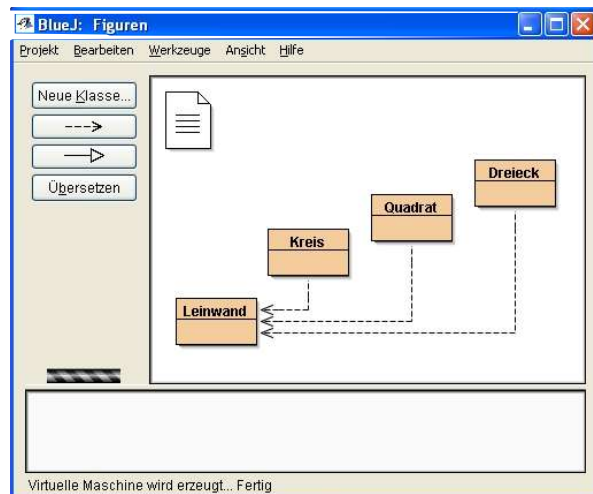 BlueJ: Figuren
Projekt Bearbeiten Werkzeuge Ansicht Hilfe
Neue Klasse...
Übersetzen
Dreieck
Quadrat
Kreis
Leinwand
Virtuelle Maschine wird erzeugt... Fertig